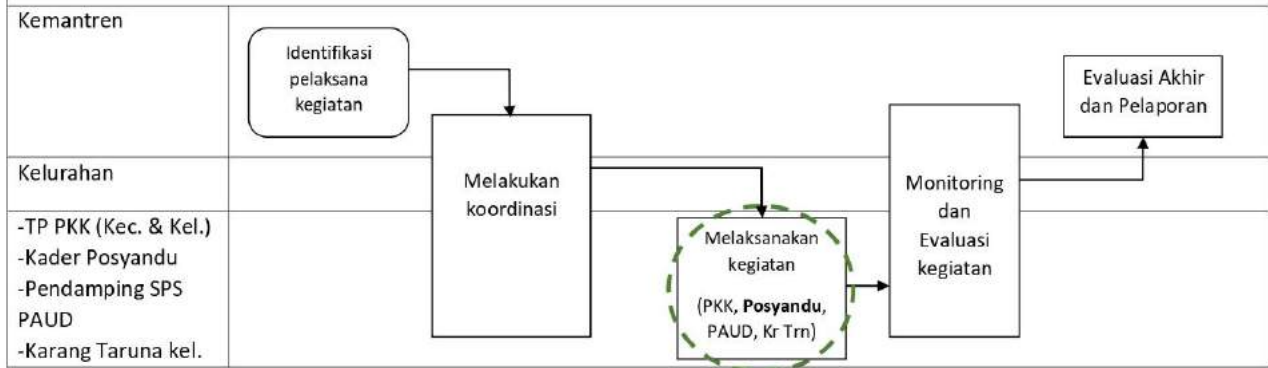 Kemantren
Identifikasi
pelaksana
kegiatan
Evaluasi Akhir
dan Pelaporan
Kelurahan
Melakukan
koordinasi
Monitoring
dan
Evaluasi
kegiatan
-TP PKK (Kec. & Kel.)
-Kader Posyandu
-Pendamping SPS
PAUD
-Karang Taruna kel.
Melaksanakan
kegiatan
(PKK, Posyandu,
PAUD, Kr Trn)